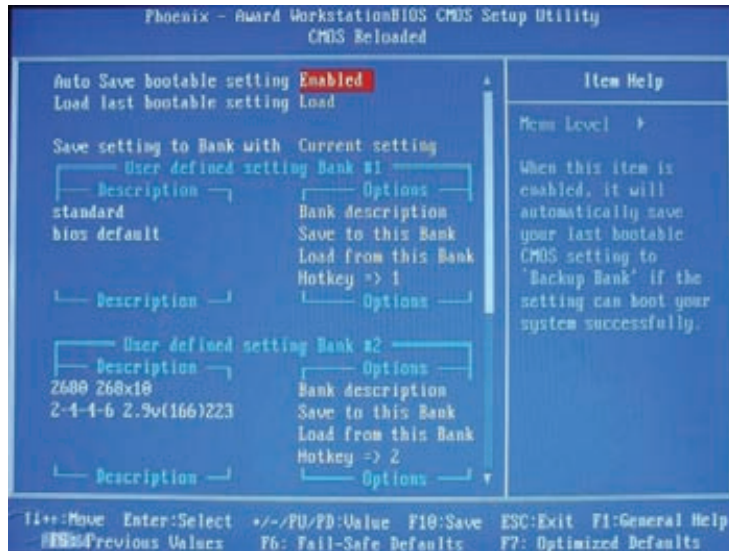 Phoenix - Award WorkstationBIOS CMOS Setup Utility
CMOS Reloaded
Auto Save bootable setting Enabled
Load last bootable setting Load
Save setting to Bank with Current setting
User defined setting Bank #1
Description Options
standard Bank description
bios default Save to this Bank
Load from this Bank
Hotkey => 1
Description Options
User defined setting Bank #2
Description Options
2680 268x10 Bank description
2-4-4-6 2.9v(166)223 Save to this Bank
Load from this Bank
Hotkey => 2
Description Options
Item Help
Menu Level
When this item is
enabled, it will
automatically save
your last bootable
CMOS setting to
'Backup Bank' if the
setting can boot your
system successfully.
:Move Enter:Select +/-/PU/PD:Value F10:Save ESC:Exit F1:General Help
Previous Values F6: Fail-Safe Defaults F7: Optimized Defaults